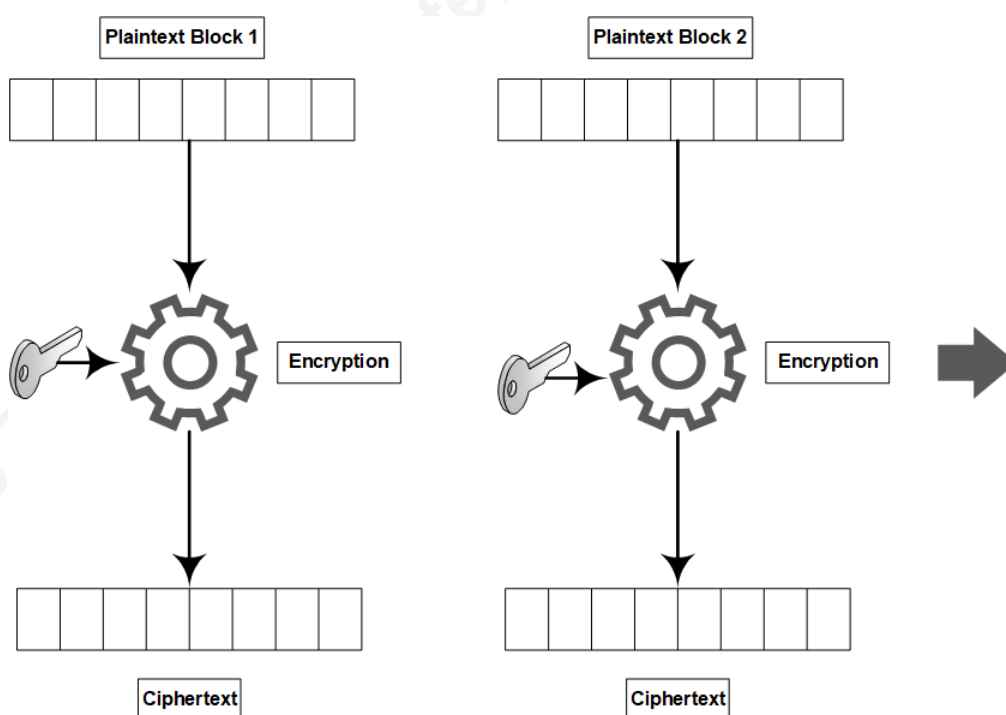 Plaintext Block 1
Plaintext Block 2
Encryption
Encryption
Ciphertext
Ciphertext